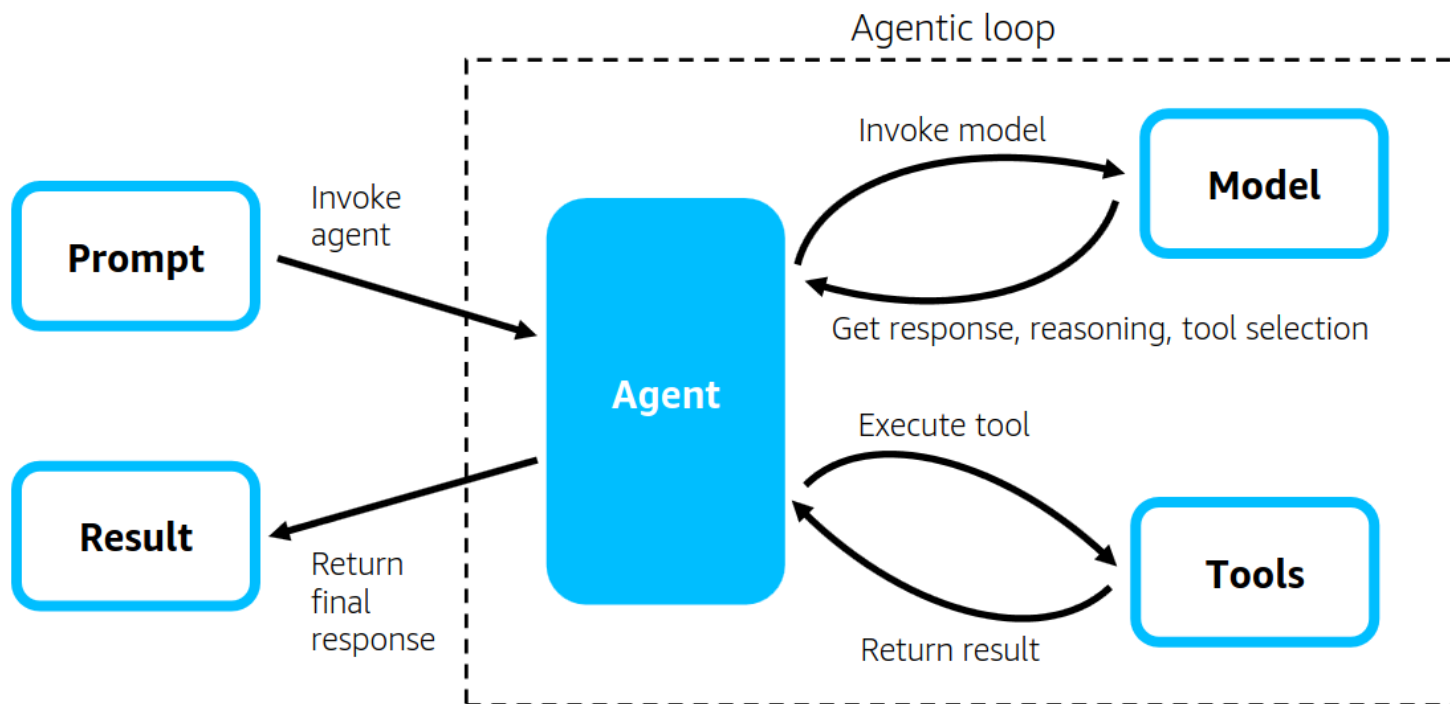 Agentic loop
Invoke model
Model
Invoke
agent
Prompt
Get response, reasoning, tool selection
Agent
Execute tool
Result
Tools
Return
final
response
Return result